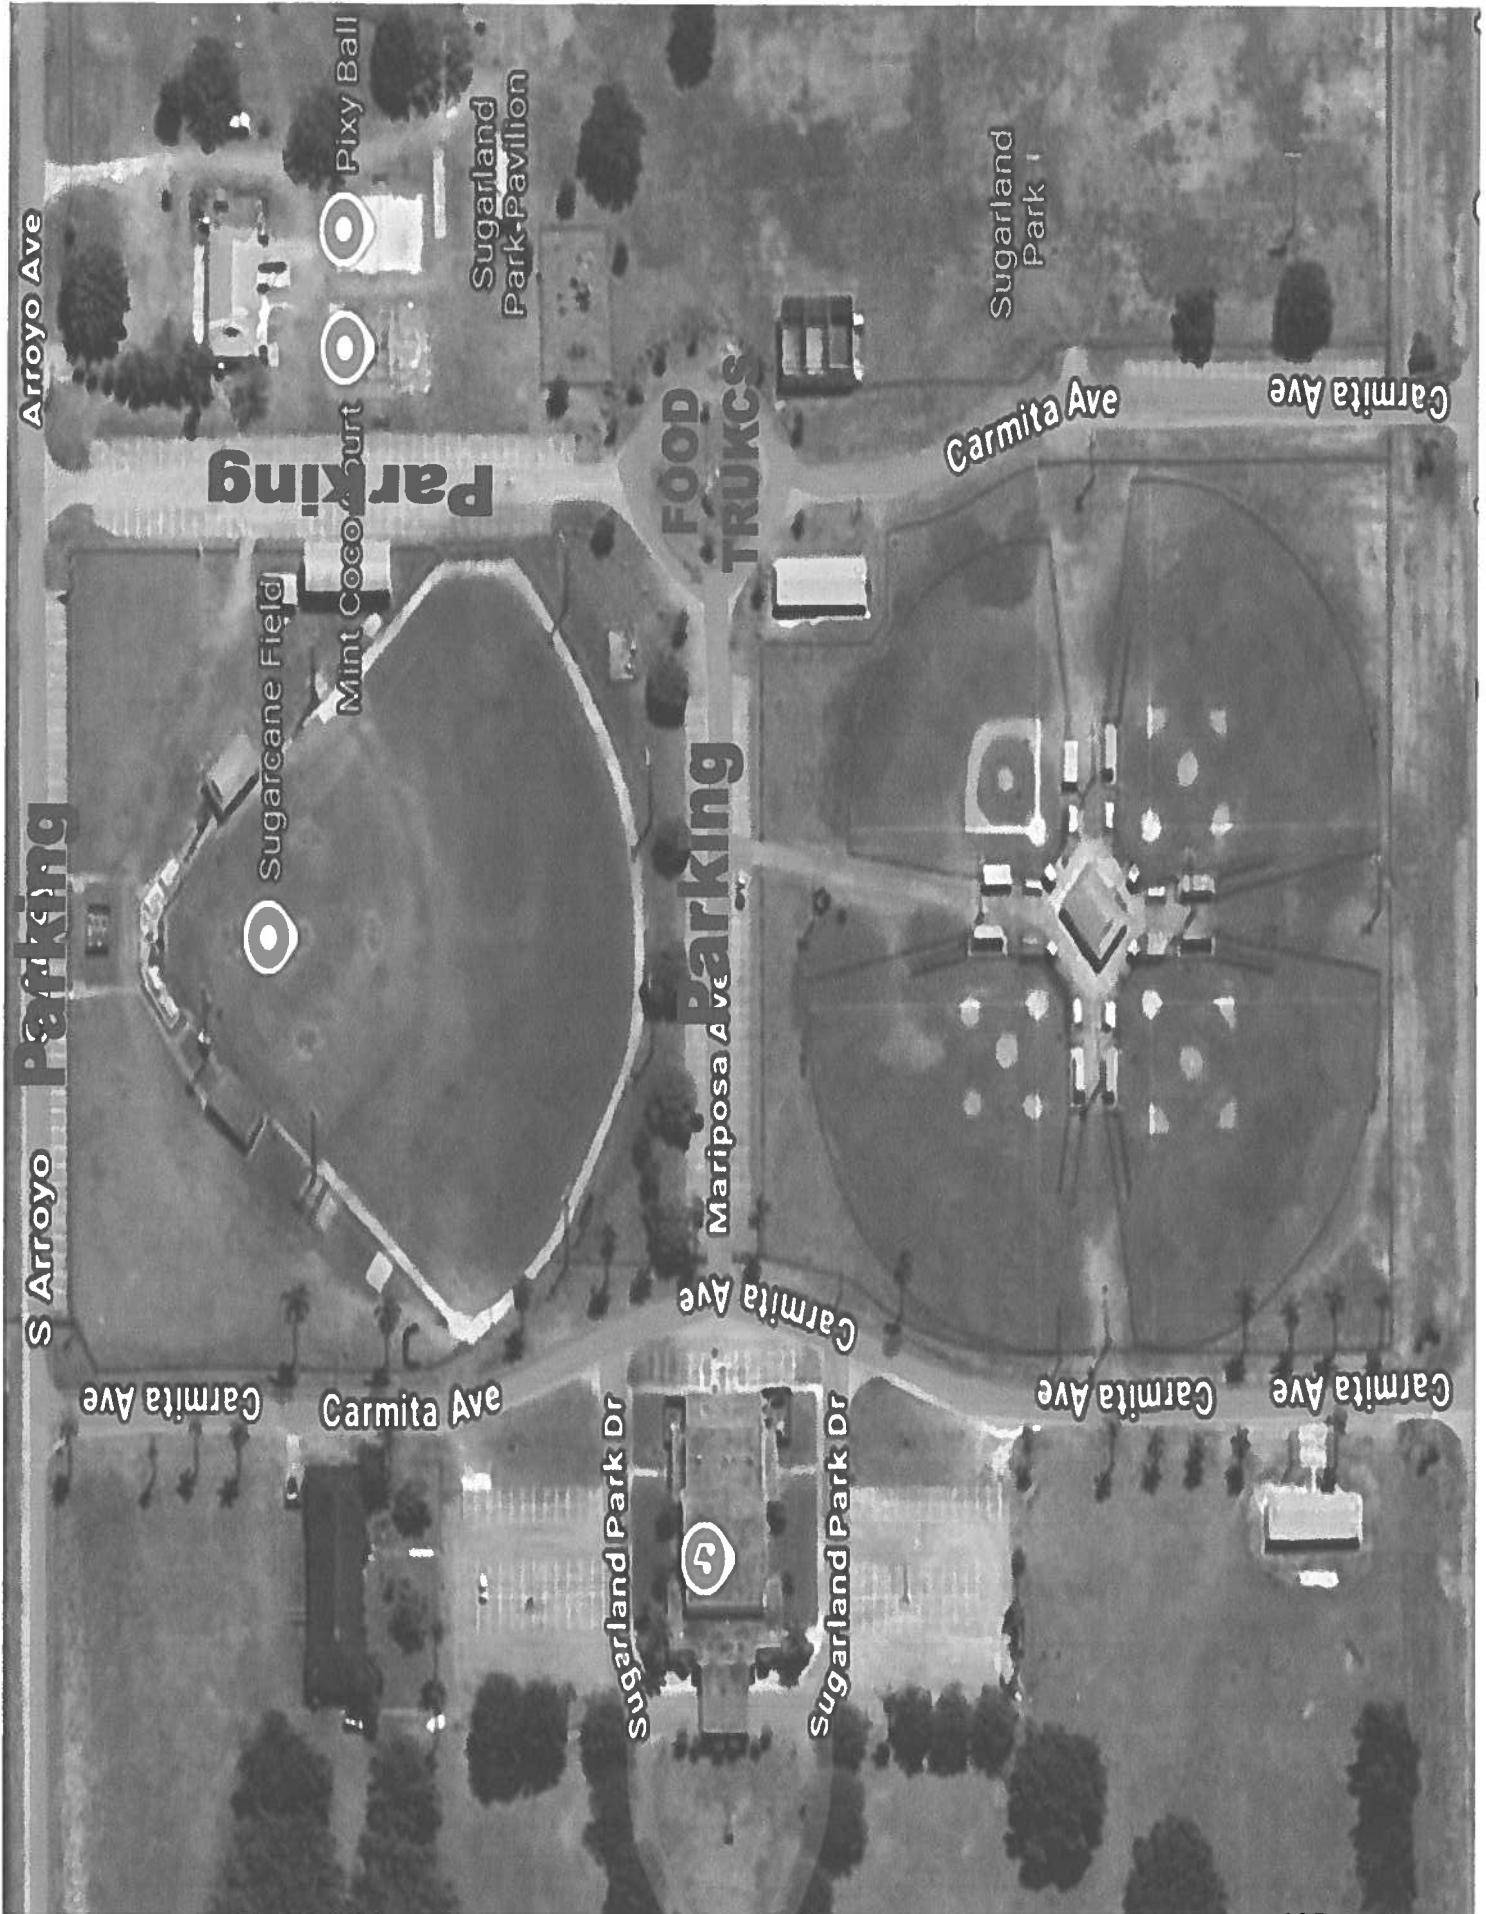 S Arroyo
Parking
Arroyo Ave
Carmita Ave
Sugarcane Field
Parking
Mint Coco Court
Pixy Ball
Carmita Ave
Sugarland
Park-Pavilion
Sugarland Park Dr
Carmita Ave
Mariposa Ave
Parking
FOOD
TRUKCS
Sugarland Park Dr
Carmita Ave
Carmita Ave
Sugarland
Park
Carmita Ave
Carmita Ave
Carmita Ave